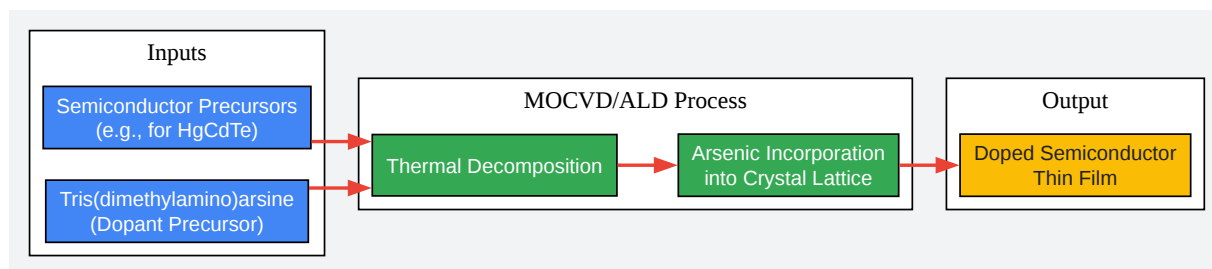 Inputs
Semiconductor Precursors
(e.g., for HgCdTe)
Tris(dimethylamino)arsine
(Dopant Precursor)
MOCVD/ALD Process
Thermal Decomposition
Arsenic Incorporation
into Crystal Lattice
Output
Doped Semiconductor
Thin Film